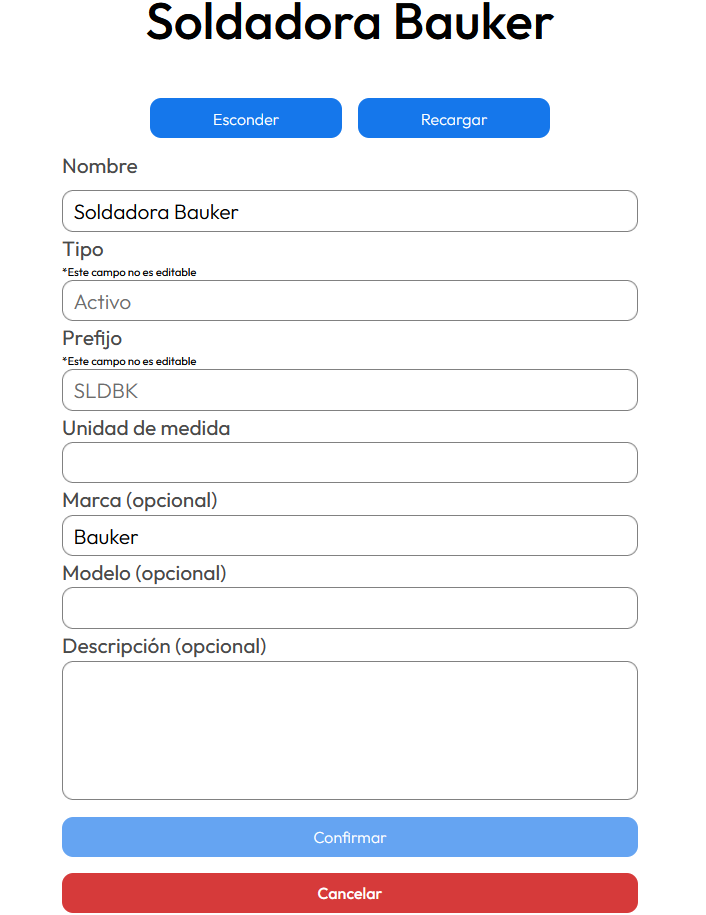 Soldadora Bauker
Esconder
Recargar
Nombre
Soldadora Bauker
Tipo
*Este campo no es editable
Activo
Prefijo
*Este campo no es editable
SLDBK
Unidad de medida
Marca (opcional)
Bauker
Modelo (opcional)
Descripción (opcional)
Confirmar
Cancelar